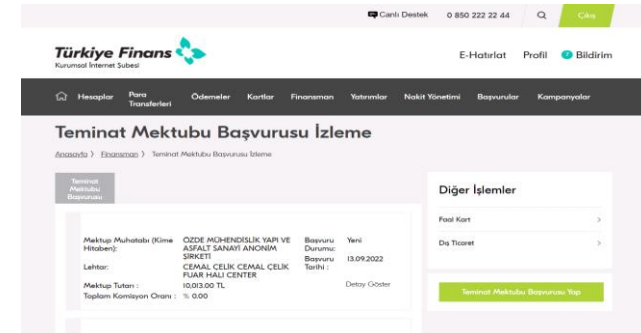 Canlı Destek 0 850 222 22 44 Çıkış
Türkiye Finans
Kurumsal İnternet Şubesi
E-Hatırlat Profil Bildirim
Hesaplar Para Transferleri Ödemeler Kartlar Finansman Yatırımlar Nakit Yönetimi Başvurular Kampanyalar
Teminat Mektubu Başvurusu İzleme
Anasayfa > Finansman > Teminat Mektubu Başvurusu İzleme
Teminat
Mektubu
Başvurusu
Diğer İşlemler
Faal Kart
Dış Ticaret
Teminat Mektubu Başvurusu Yap
Mektup Muhatabı (Kime Hitaben): ÖZDE MÜHENDİSLİK YAPI VE ASFALT SANAYİ ANONİM ŞİRKETİ
Lehtar: CEMAL ÇELİK CEMAL ÇELİK FUAR HALI CENTER
Mektup Tutarı : 10,013.00 TL
Toplam Komisyon Oranı : % 0.00
Başvuru Durumu: Yeni
Başvuru Tarihi : 13.09.2022
Detay Göster